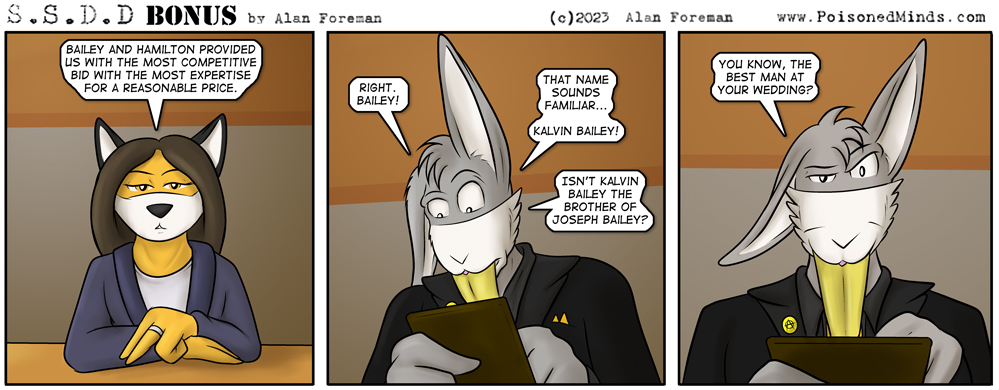 S.S.D.D BONUS by Alan Foreman (c)2023 Alan Foreman www.PoisonedMinds.com
BAILEY AND HAMILTON PROVIDED
US WITH THE MOST COMPETITIVE
BID WITH THE MOST EXPERTISE
FOR A REASONABLE PRICE.
RIGHT.
BAILEY!
THAT NAME
SOUNDS
FAMILIAR...
KALVIN BAILEY!
ISN'T KALVIN
BAILEY THE
BROTHER OF
JOSEPH BAILEY?
YOU KNOW, THE
BEST MAN AT
YOUR WEDDING?